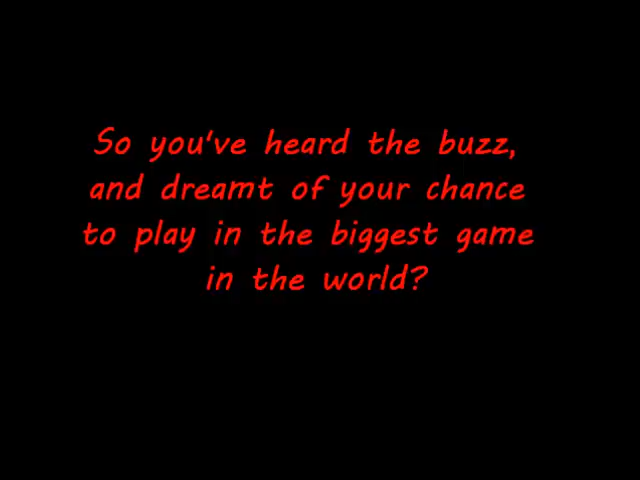 So you've heard the buzz,
and dreamt of your chance
to play in the biggest game
in the world?